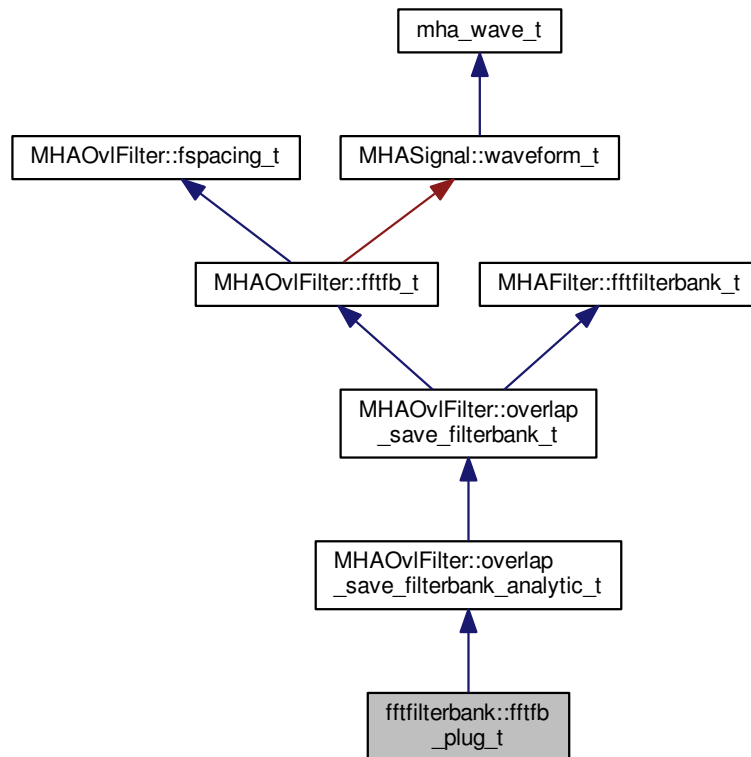 mha_wave_t
MHAOvlFilter::fspacing_t
MHASignal::waveform_t
MHAOvlFilter::fftfb_t
MHAFilter::fftfilterbank_t
MHAOvlFilter::overlap
_save_filterbank_t
MHAOvlFilter::overlap
_save_filterbank_analytic_t
fftfilterbank::fftfb
_plug_t